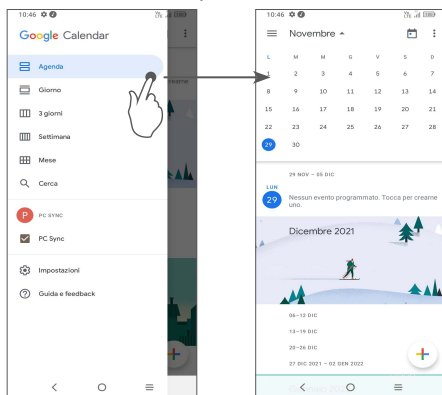 10:46
Google Calendar
Agenda
Giorno
3 giorni
Settimana
Mese
Cerca
P PC SYNC
PC Sync
Impostazioni
Guida e feedback
crearne
10:46
Novembre
L M M G V S D
1 2 3 4 5 6 7
8 9 10 11 12 13 14
15 16 17 18 19 20 21
22 23 24 25 26 27 28
29 30
29 NOV – 05 DIC
LUN
29
Nessun evento programmato. Tocca per crearne
uno.
Dicembre 2021
06–12 DIC
13–19 DIC
20–26 DIC
27 DIC 2021 – 02 GEN 2022